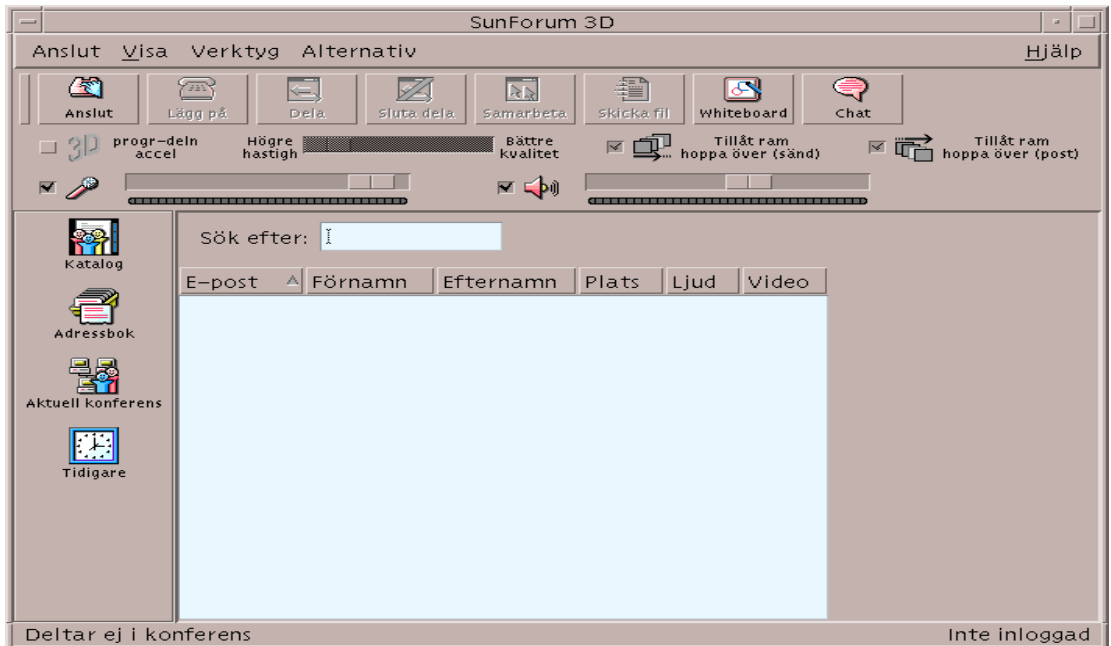 SunForum 3D
Anslut Visa Verktyg Alternativ Hjälp
Anslut Lägg på Dela Sluta dela Samarbeta Skicka fil Whiteboard Chat
3D progr-deln accel
Högre hastigh
Bättre kvalitet
Tillåt ram hoppa över (sänd)
Tillåt ram hoppa över (post)
Katalog
Adressbok
Aktuell konferens
Tidigare
Sök efter:
E-post Förnamn Efternamn Plats Ljud Video
Deltar ej i konferens Inte inloggad